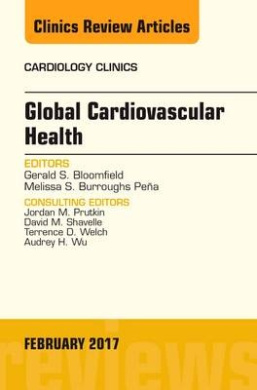 Clinics Review Articles
CARDIOLOGY CLINICS
Global Cardiovascular
Health
EDITORS
Gerald S. Bloomfield
Melissa S. Burroughs Peña
CONSULTING EDITORS
Jordan M. Prutkin
David M. Shavelle
Terrence D. Welch
Audrey H. Wu
FEBRUARY 2017
reviews